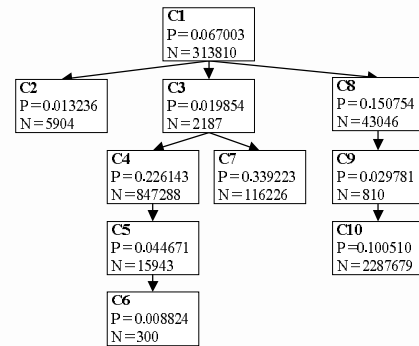 C1
P=0.067003
N=313810
C2
P=0.013236
N=5904
C3
P=0.019854
N=2187
C8
P=0.150754
N=43046
C4
P=0.226143
N=847288
C7
P=0.339223
N=116226
C9
P=0.029781
N=810
C5
P=0.044671
N=15943
C10
P=0.100510
N=2287679
C6
P=0.008824
N=300